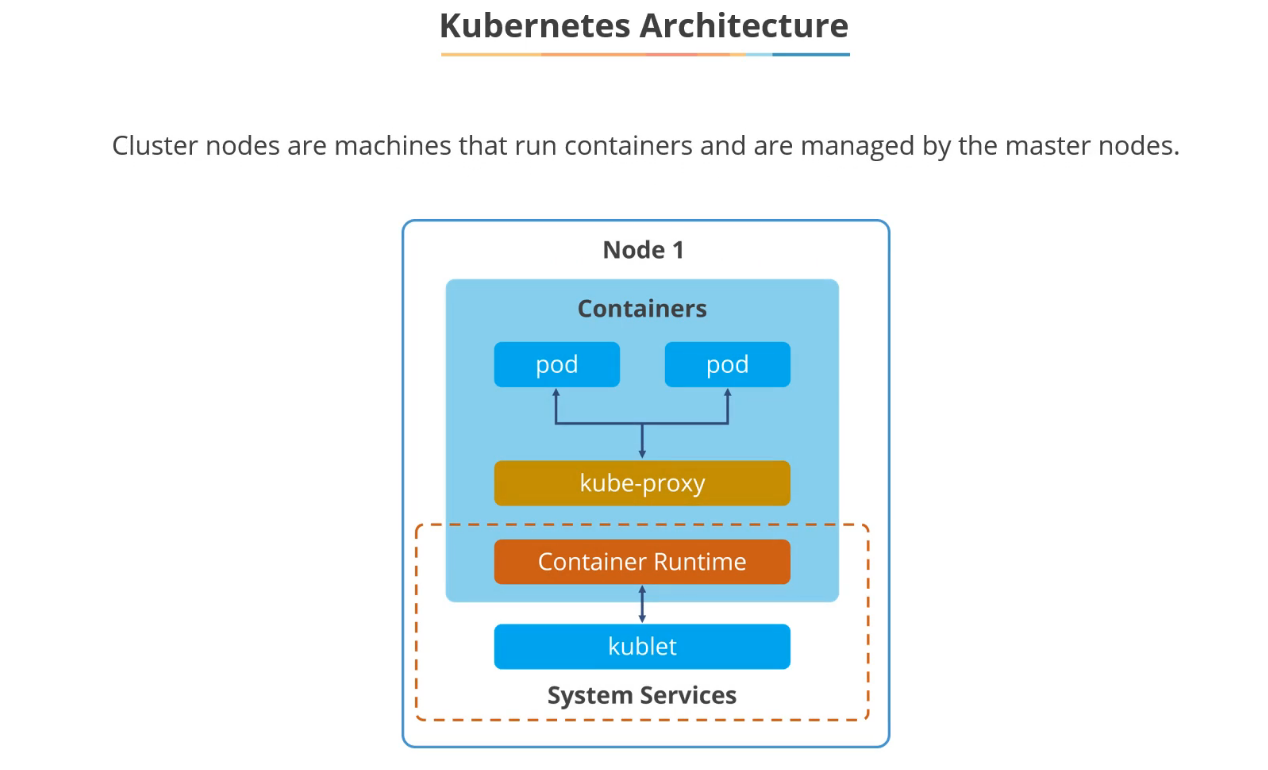 Kubernetes Architecture
Cluster nodes are machines that run containers and are managed by the master nodes.
Node 1
Containers
pod pod
kube-proxy
Container Runtime
kublet
System Services